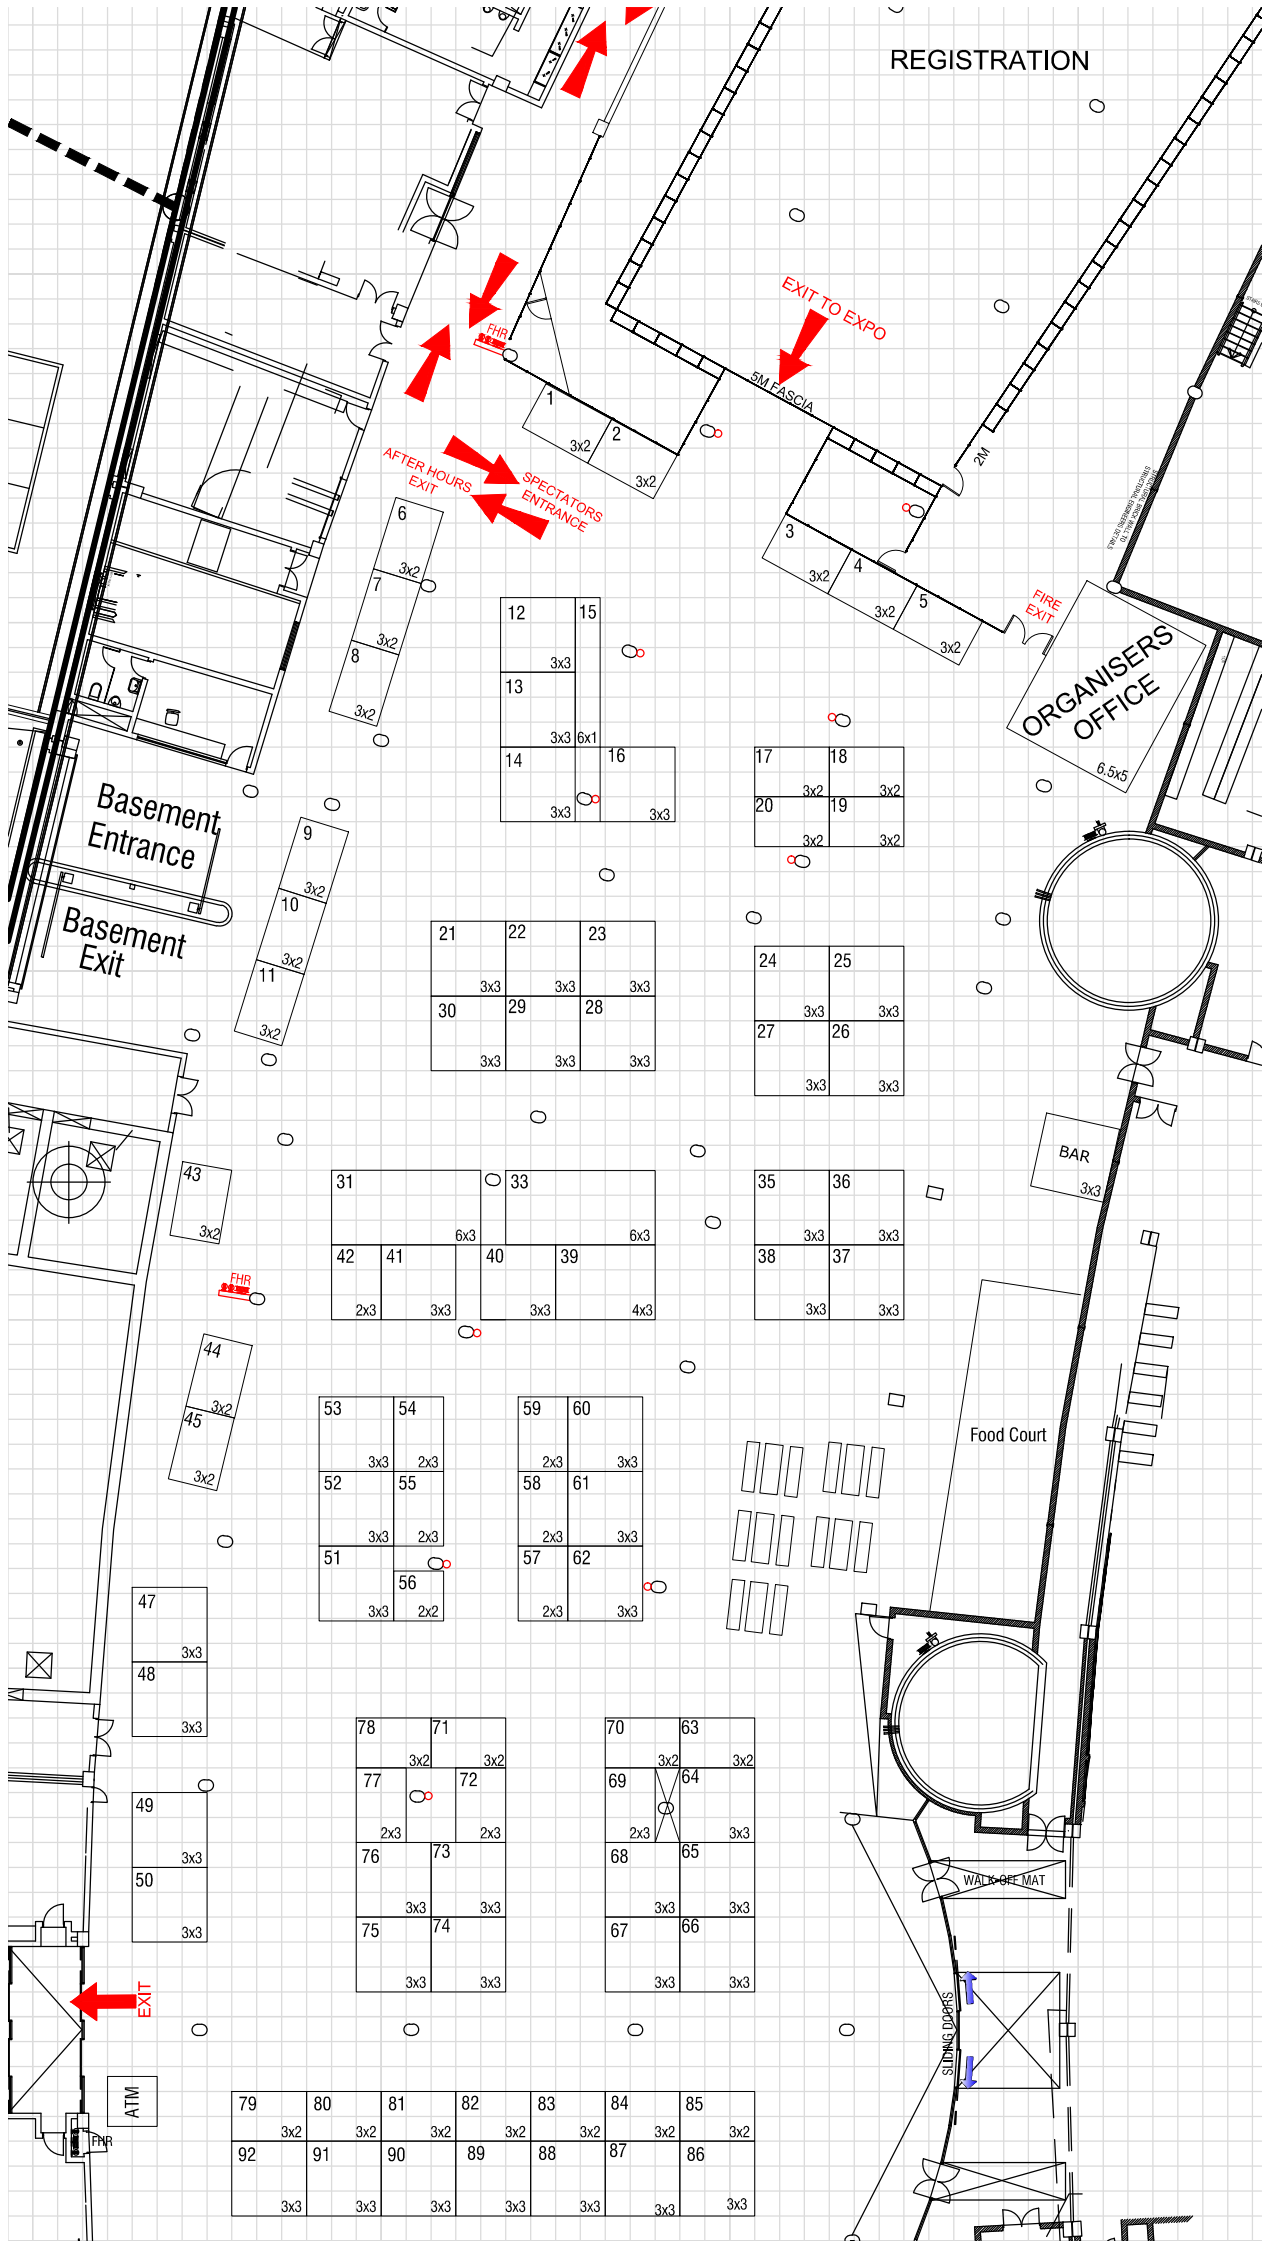 REGISTRATION
EXIT TO EXPO
5M FASCIA
2M
FHR
1
3x2
2
3x2
AFTER HOURS
EXIT
SPECTATORS
ENTRANCE
STRUCTURAL BRICK WALL TO
STRUCTURAL ENGINEERS DETAILS
3
3x2
4
3x2
5
3x2
FIRE
EXIT
ORGANISERS
OFFICE
6.5x5
6
3x2
7
3x2
8
3x2
12
3x3
15
6x1
13
3x3
14
3x3
16
3x3
17
3x2
18
3x2
20
3x2
19
3x2
Basement
Entrance
Basement
Exit
9
3x2
10
3x2
11
3x2
21
3x3
22
3x3
23
3x3
30
3x3
29
3x3
28
3x3
24
3x3
25
3x3
27
3x3
26
3x3
BAR
3x3
43
3x2
31
6x3
33
6x3
42
2x3
41
3x3
40
3x3
39
4x3
35
3x3
36
3x3
38
3x3
37
3x3
FHR
44
3x2
45
3x2
53
3x3
54
2x3
52
3x3
55
2x3
51
3x3
56
2x2
59
2x3
60
3x3
58
2x3
61
3x3
57
2x3
62
3x3
Food Court
47
3x3
48
3x3
49
3x3
50
3x3
78
3x2
71
3x2
77
2x3
72
2x3
76
3x3
73
3x3
75
3x3
74
3x3
70
3x2
63
3x2
69
2x3
64
3x3
68
3x3
65
3x3
67
3x3
66
3x3
WALK-OFF MAT
SLIDING DOORS
EXIT
ATM
FHR
79
3x2
80
3x2
81
3x2
82
3x2
83
3x2
84
3x2
85
3x2
92
3x3
91
3x3
90
3x3
89
3x3
88
3x3
87
3x3
86
3x3